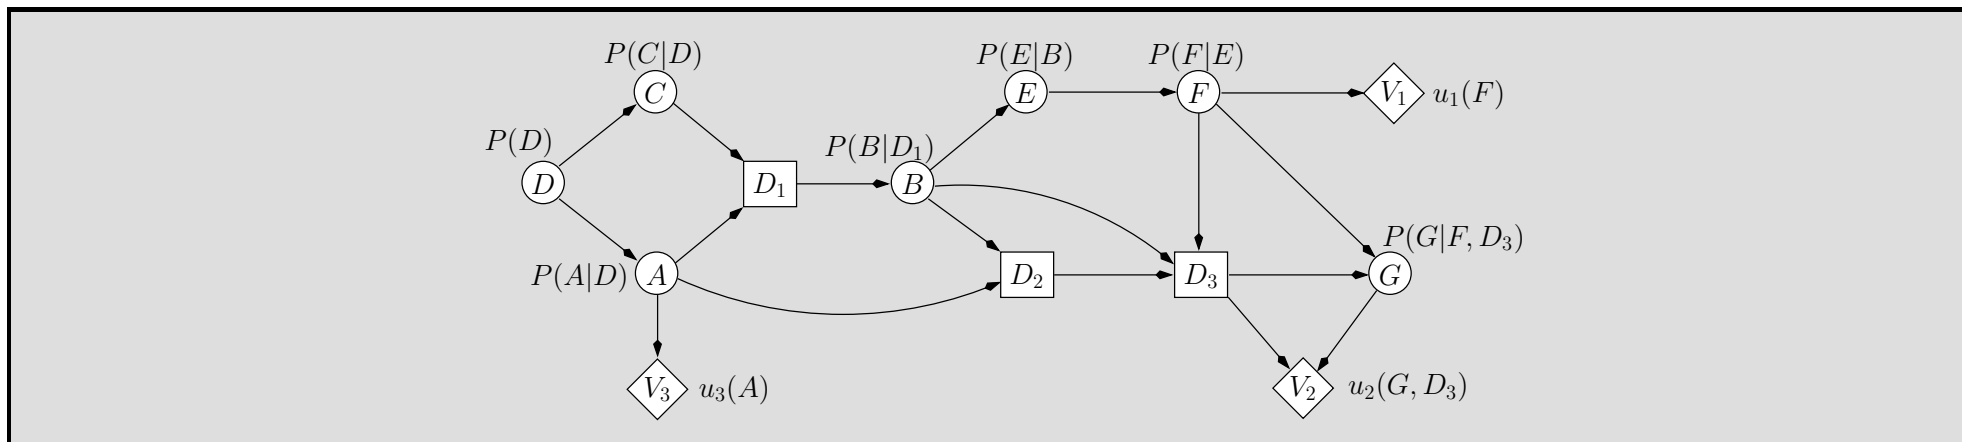 P(C|D)
P(E|B)
P(F|E)
C
E
F
V₁
u₁(F)
P(D)
P(B|D₁)
D
D₁
B
P(G|F, D₃)
P(A|D)
A
D₂
D₃
G
V₃
u₃(A)
V₂
u₂(G, D₃)